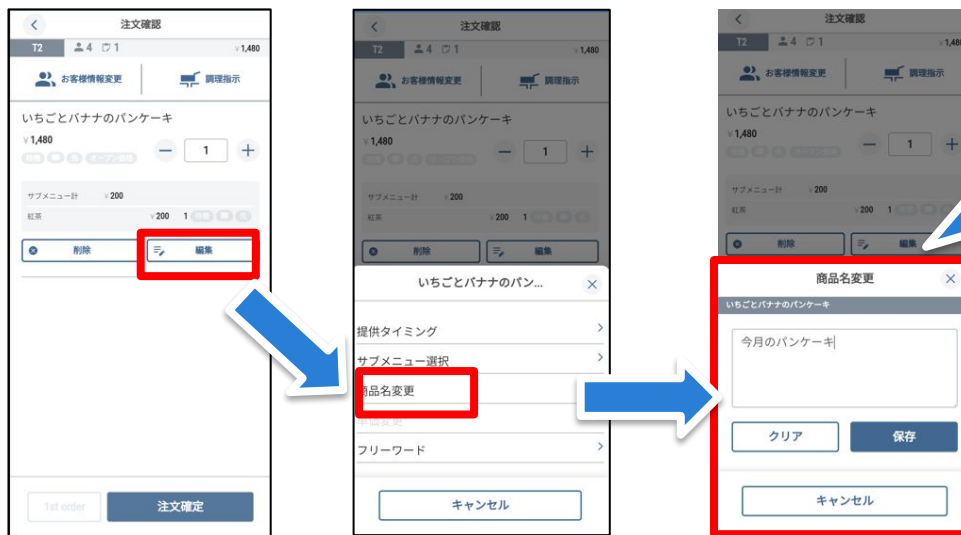 注文確認
T2 4 1 ¥1,480
お客様情報変更 調理指示
いちごとバナナのパンケーキ
¥1,480
1
サブメニュー計 ¥200
紅茶 ¥200 1
削除 編集
1st order 注文確定
注文確認
T2 4 1 ¥1,480
お客様情報変更 調理指示
いちごとバナナのパンケーキ
¥1,480
1
サブメニュー計 ¥200
紅茶 ¥200 1
削除 編集
いちごとバナナのパン...
提供タイミング
サブメニュー選択
商品名変更
単価変更
フリーワード
キャンセル
注文確認
T2 4 1 ¥1,480
お客様情報変更 調理指示
いちごとバナナのパンケーキ
¥1,480
1
サブメニュー計 ¥200
紅茶 ¥200 1
削除 編集
商品名変更
いちごとバナナのパンケーキ
今月のパンケーキ
クリア 保存
キャンセル